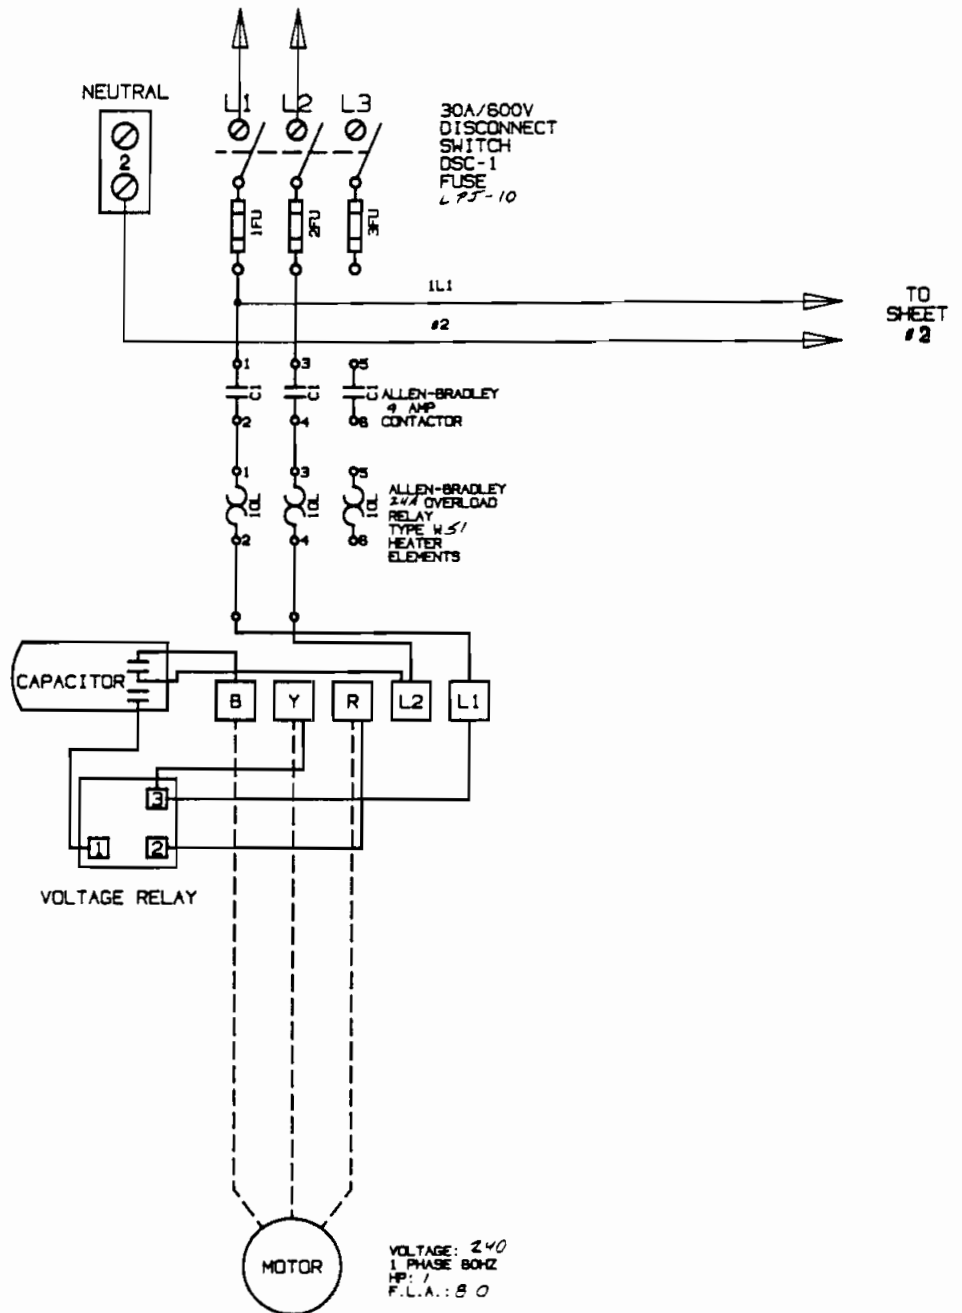 NEUTRAL
2
L1 L2 L3
30A/600V
DISCONNECT
SWITCH
DSC-1
FUSE
LPJ-10
1FU 2FU 3FU
1L1
TO
SHEET
#2
#2
1 3 5
C1 C1 C1
ALLEN-BRADLEY
9 AMP
CONTACTOR
2 4 6
1 3 5
1OL 1OL 1OL
ALLEN-BRADLEY
24A OVERLOAD
RELAY
TYPE W51
HEATER
ELEMENTS
2 4 6
CAPACITOR
B Y R L2 L1
3
1 2
VOLTAGE RELAY
MOTOR
VOLTAGE: 240
1 PHASE 60HZ
HP: 1
F.L.A.: 8 0